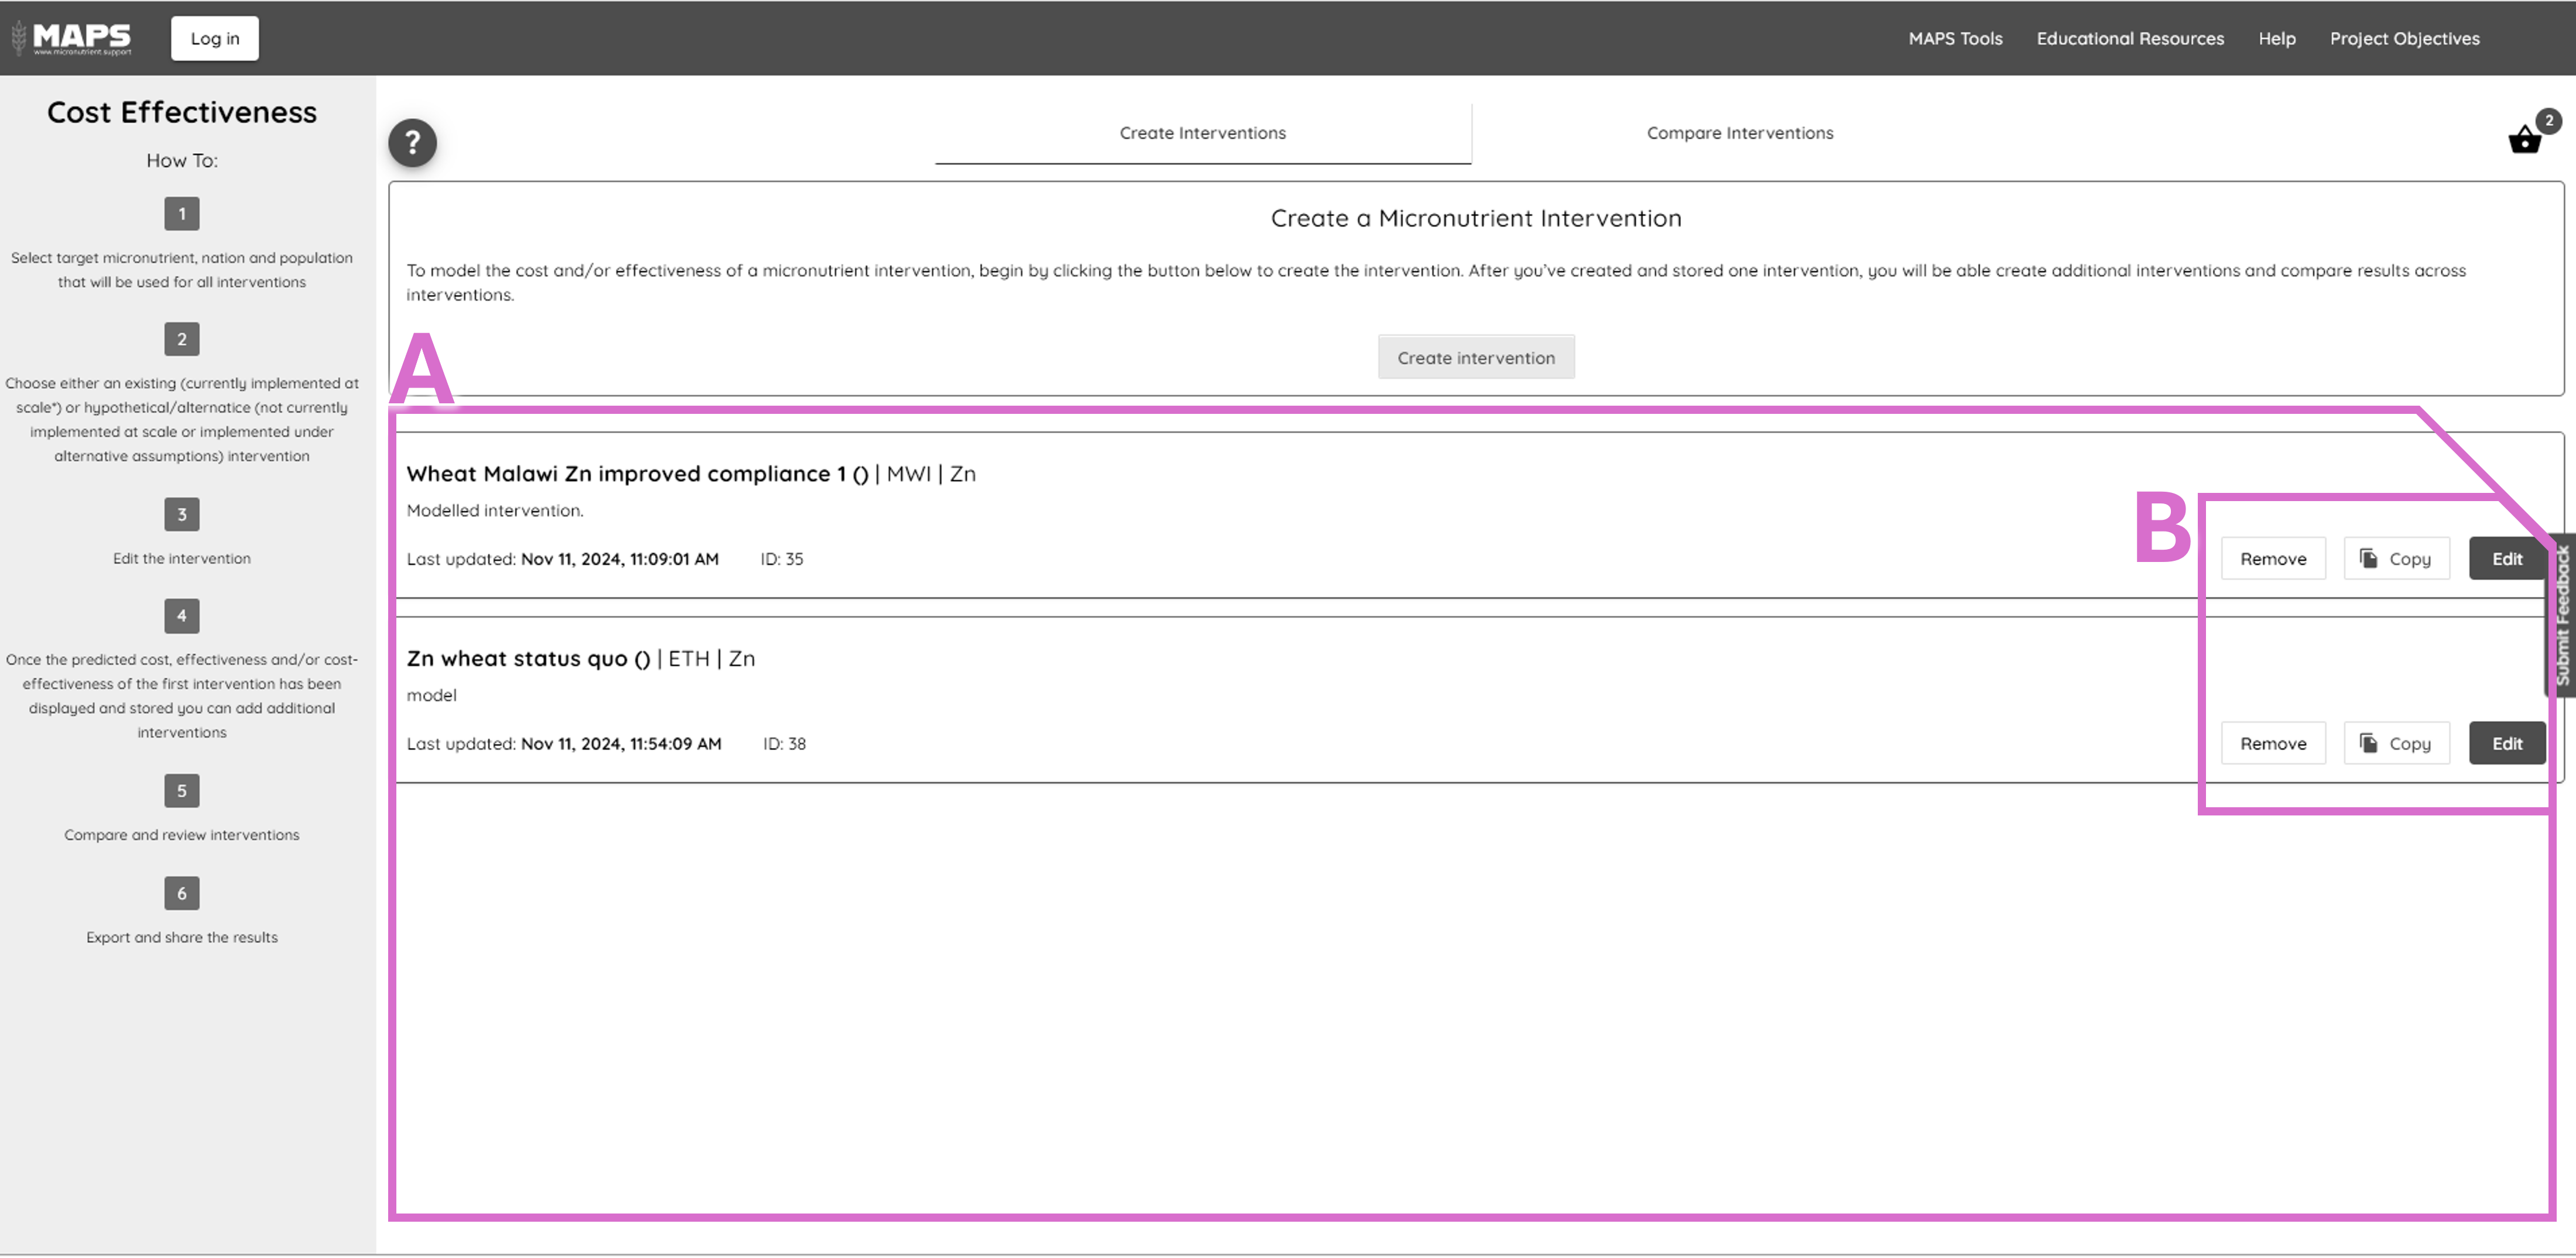 MAPS
www.micronutrient.support
Log in
MAPS Tools
Educational Resources
Help
Project Objectives
Cost Effectiveness
How To:
1
Select target micronutrient, nation and population
that will be used for all interventions
2
Choose either an existing (currently implemented at
scale*) or hypothetical/alternatice (not currently
implemented at scale or implemented under
alternative assumptions) intervention
3
Edit the intervention
4
Once the predicted cost, effectiveness and/or cost-
effectiveness of the first intervention has been
displayed and stored you can add additional
interventions
5
Compare and review interventions
6
Export and share the results
?
Create Interventions
Compare Interventions
2
Create a Micronutrient Intervention
To model the cost and/or effectiveness of a micronutrient intervention, begin by clicking the button below to create the intervention. After you've created and stored one intervention, you will be able create additional interventions and compare results across
interventions.
Create intervention
A
Wheat Malawi Zn improved compliance 1 () | MWI | Zn
Modelled intervention.
Last updated: Nov 11, 2024, 11:09:01 AM ID: 35
B
Remove
Copy
Edit
Submit Feedback
Zn wheat status quo () | ETH | Zn
model
Last updated: Nov 11, 2024, 11:54:09 AM ID: 38
Remove
Copy
Edit